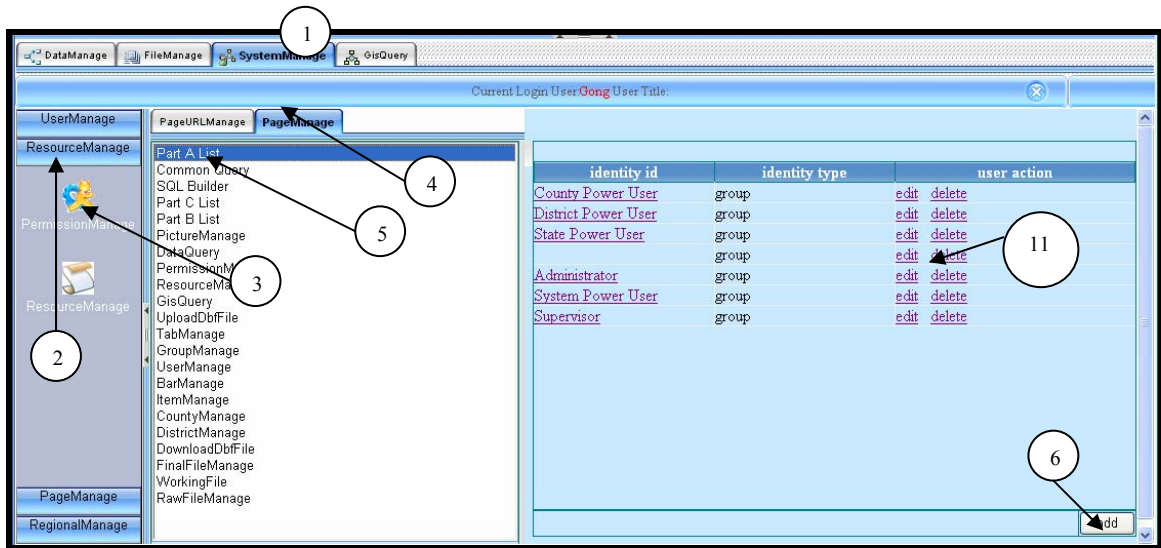 1
DataManage FileManage SystemManage GisQuery
Current Login User:Gong User Title:
UserManage
ResourceManage
PermissionManage
ResourceManage
2
3
PageManage
RegionalManage
PageURLManage PageManage
4
5
Part A List
Common Query
SQL Builder
Part C List
Part B List
PictureManage
DataQuery
PermissionM
ResourceMa
GisQuery
UploadDbfFile
TabManage
GroupManage
UserManage
BarManage
ItemManage
CountyManage
DistrictManage
DownloadDbfFile
FinalFileManage
WorkingFile
RawFileManage
identity id identity type user action
County Power User group edit delete
District Power User group edit delete
State Power User group edit delete
group edit delete
Administrator group edit delete
System Power User group edit delete
Supervisor group edit delete
11
6
add